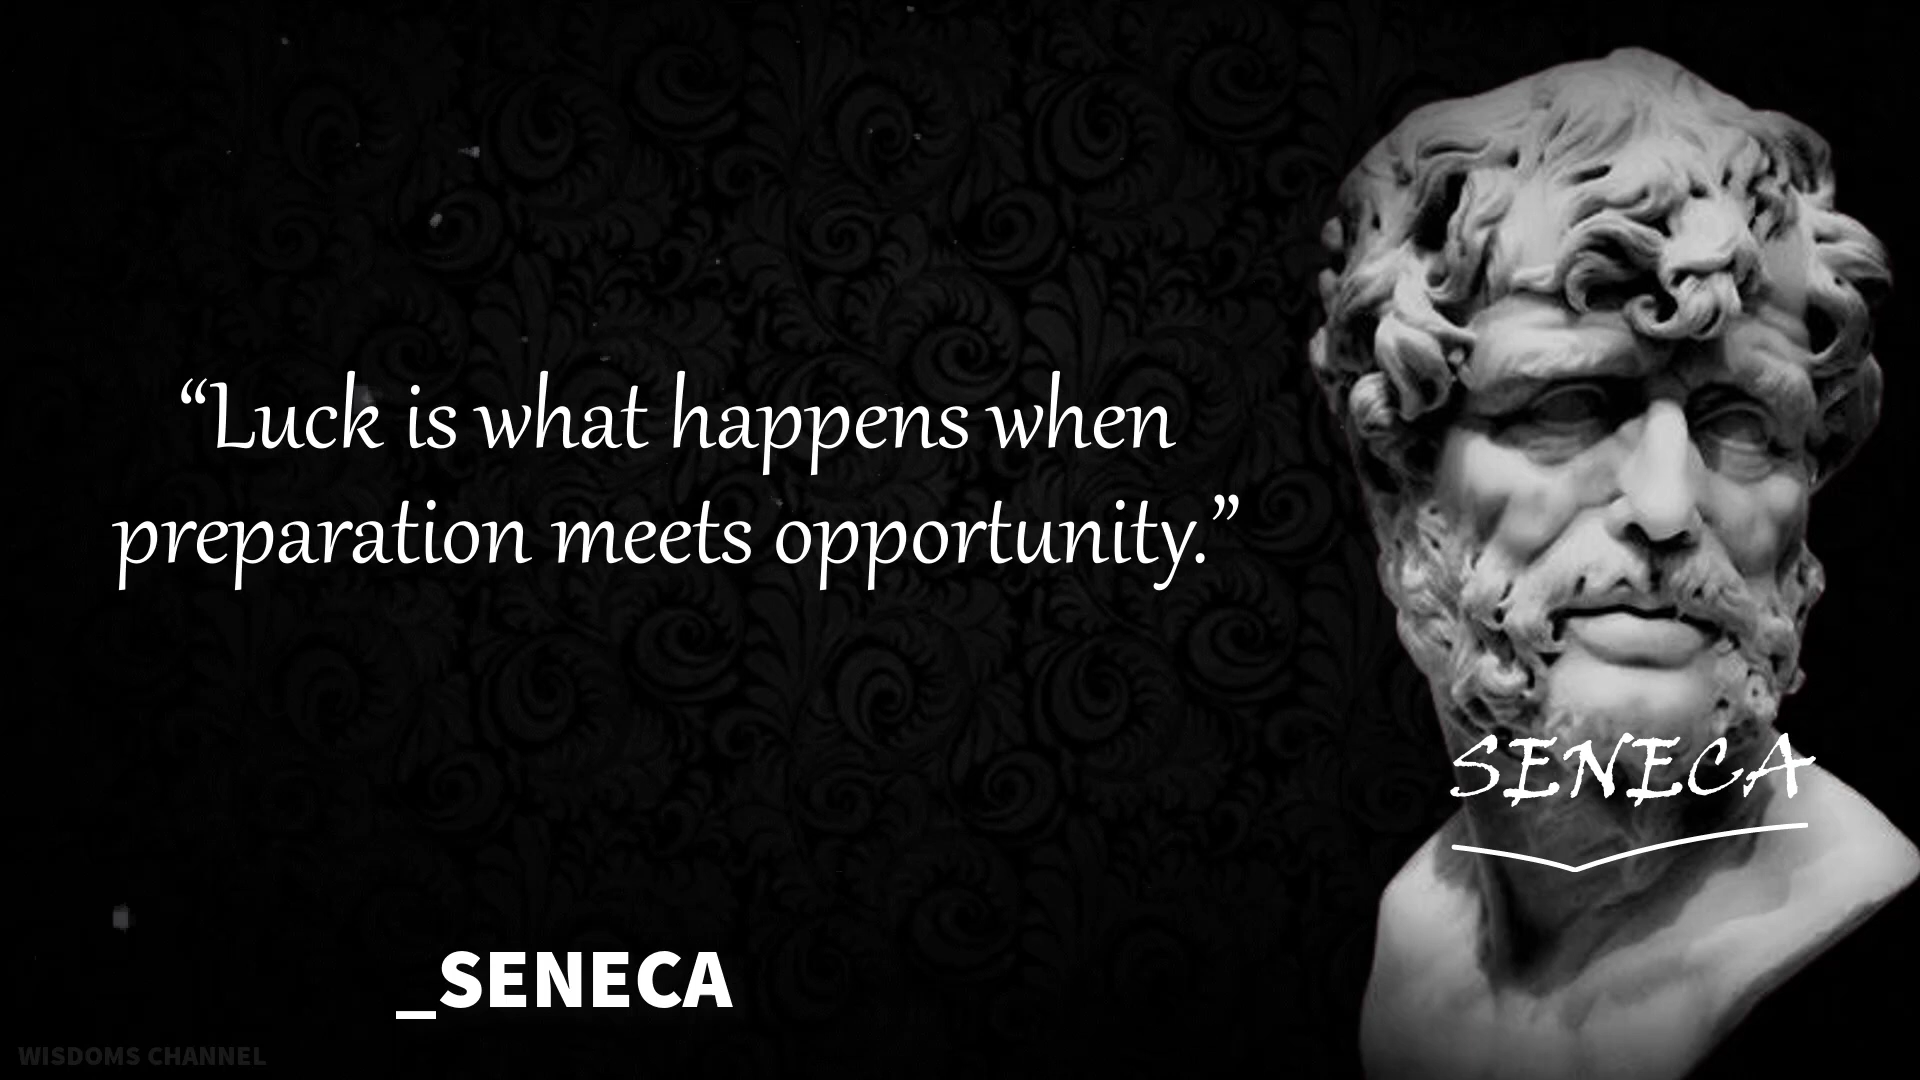 “Luck is what happens when
preparation meets opportunity.”
SENECA
_SENECA
WISDOMS CHANNEL